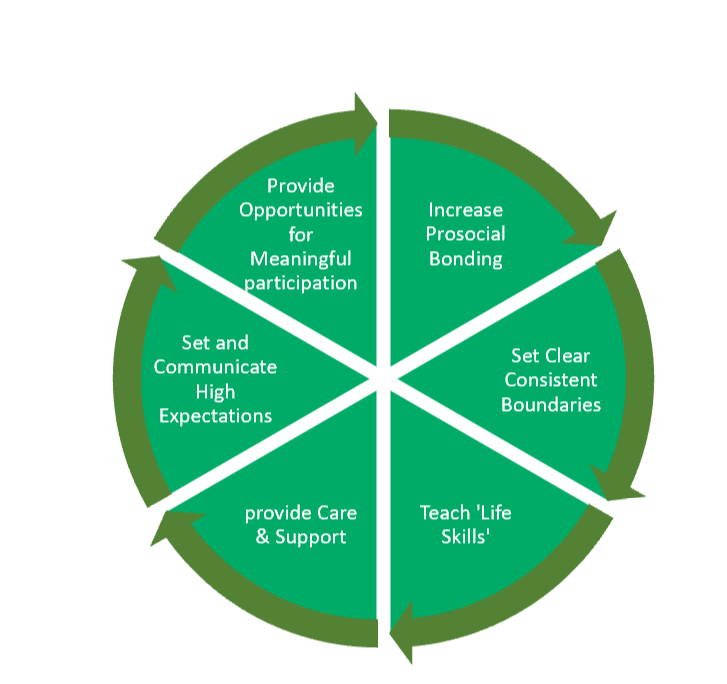 Provide
Opportunities
for
Meaningful
participation
Increase
Prosocial
Bonding
Set and
Communicate
High
Expectations
Set Clear
Consistent
Boundaries
provide Care
& Support
Teach 'Life
Skills'